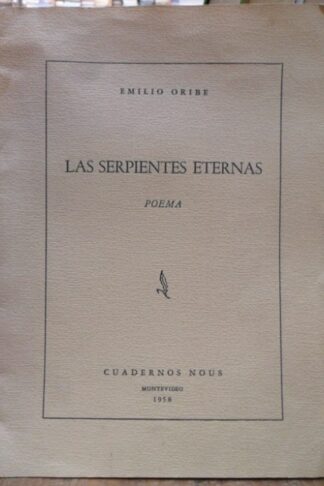 EMILIO ORIBE
LAS SERPIENTES ETERNAS
POEMA
CUADERNOS NOUS
MONTEVIDEO
1958